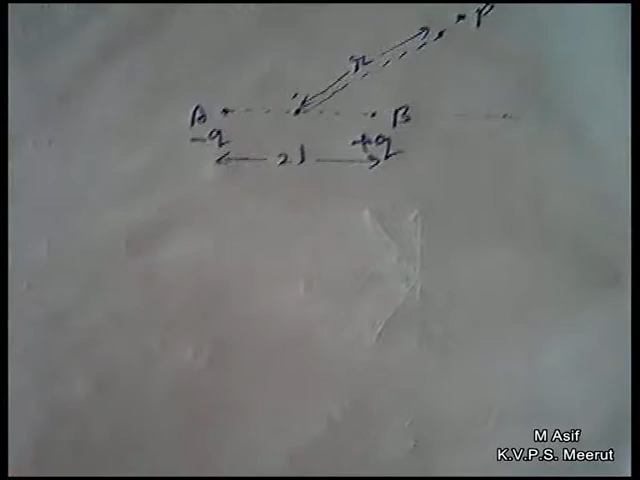 P
r
A B
-q +q
2l
M Asif
K.V.P.S. Meerut